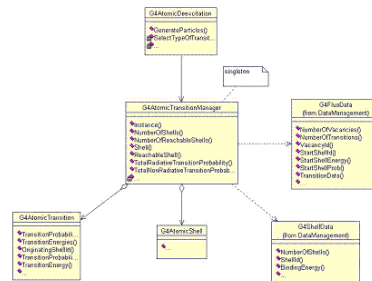 G4AtomicDeexcitation
GenerateParticles()
SelectTypeOfTransit...
...
singleton
G4AtomicTransitionManager
Instance()
NumberOfShells()
NumberOfReachableShells()
Shell()
ReachableShell()
TotalRadiativeTransitionProbability()
TotalNonRadiativeTransitionProbab...
G4FluoData
(from DataManagement)
NumberOfVacancies()
NumberOfTransitions()
VacancyId()
StartShellId()
StartShellEnergy()
StartShellProb()
TransitionData()
G4AtomicTransition
TransitionProbabili...
TransitionEnergies()
OriginatingShellId()
TransitionProbabili...
TransitionProbabili...
TransitionEnergy()
...
G4AtomicShell
...
G4ShellData
(from DataManagement)
NumberOfShells()
ShellId()
BindingEnergy()
...